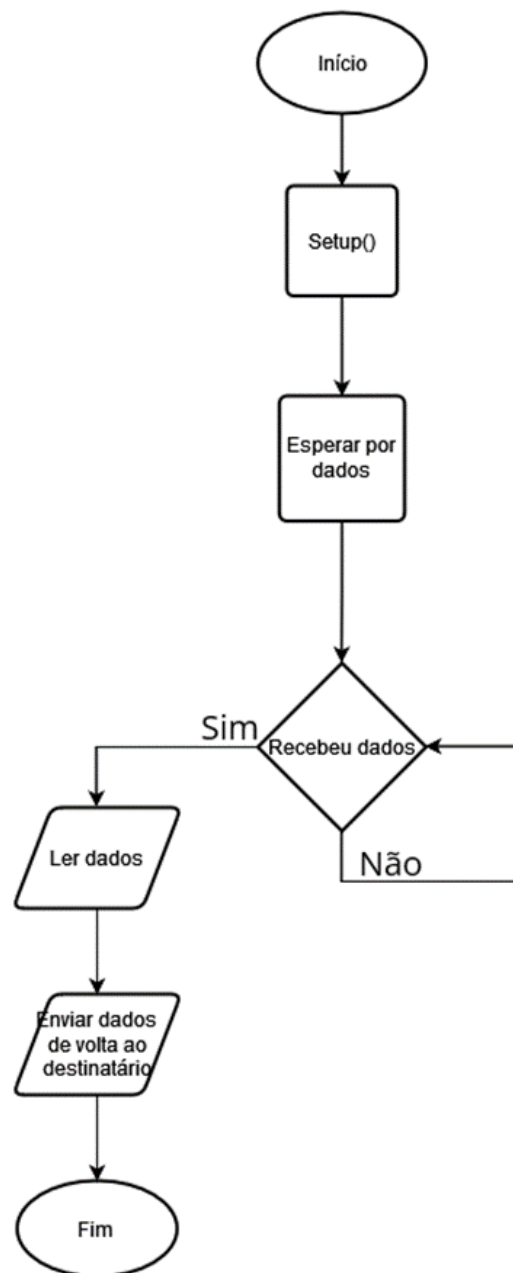 Início
Setup()
Esperar por
dados
Recebeu dados
Sim
Não
Ler dados
Enviar dados
de volta ao
destinatário
Fim